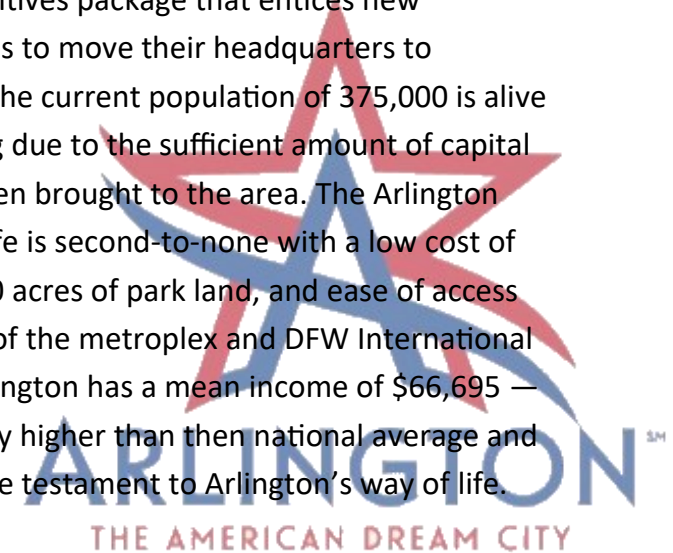 itives package that entices new
s to move their headquarters to
he current population of 375,000 is alive
g due to the sufficient amount of capital
en brought to the area. The Arlington
fe is second-to-none with a low cost of
0 acres of park land, and ease of access
of the metroplex and DFW International
ngton has a mean income of $66,695 —
y higher than then national average and
e testament to Arlington’s way of life.
ARLINGTON℠
THE AMERICAN DREAM CITY